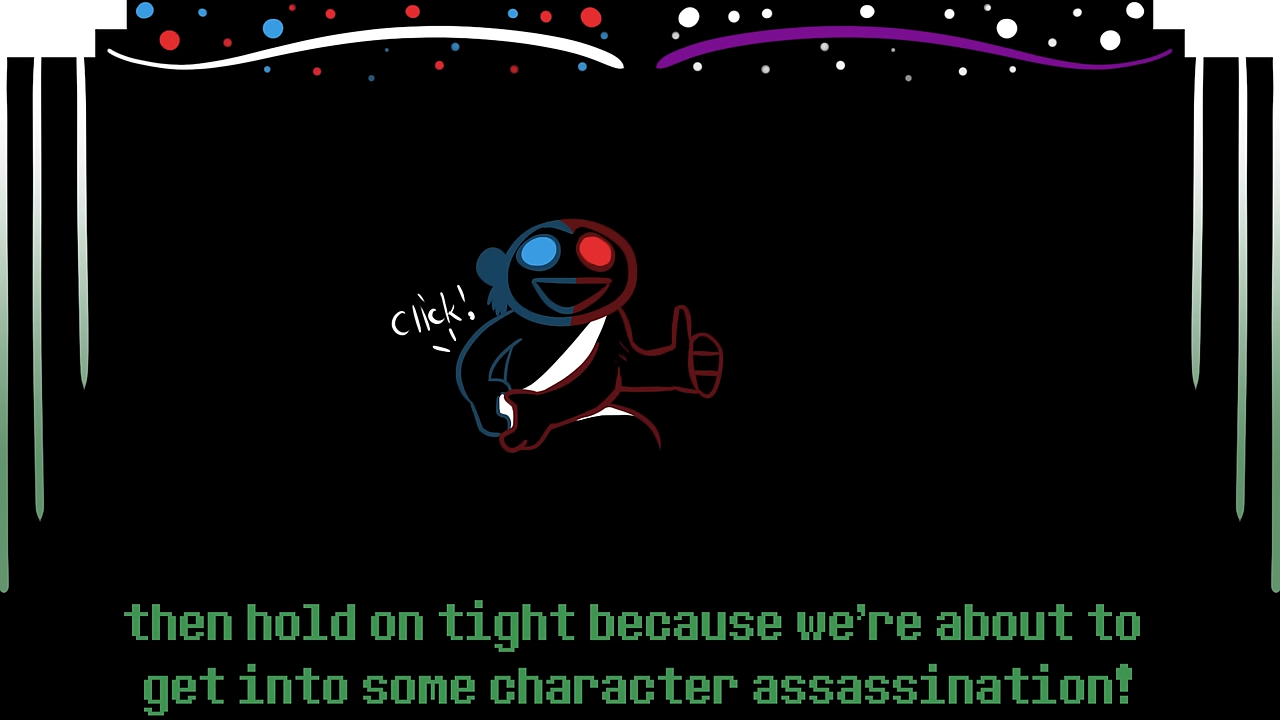 Click!
then hold on tight because we're about to
get into some character assassination!